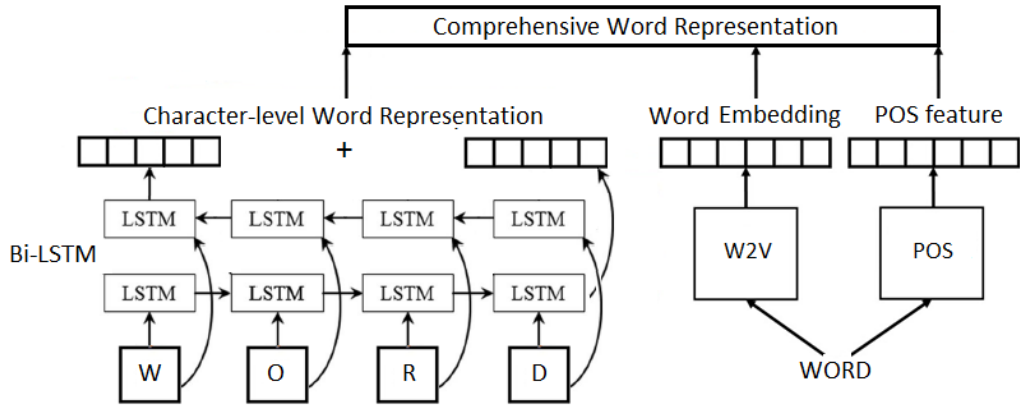 Comprehensive Word Representation
Character-level Word Representation
Word Embedding
POS feature
+
LSTM LSTM LSTM LSTM
Bi-LSTM
W2V
POS
LSTM LSTM LSTM LSTM
W O R D
WORD